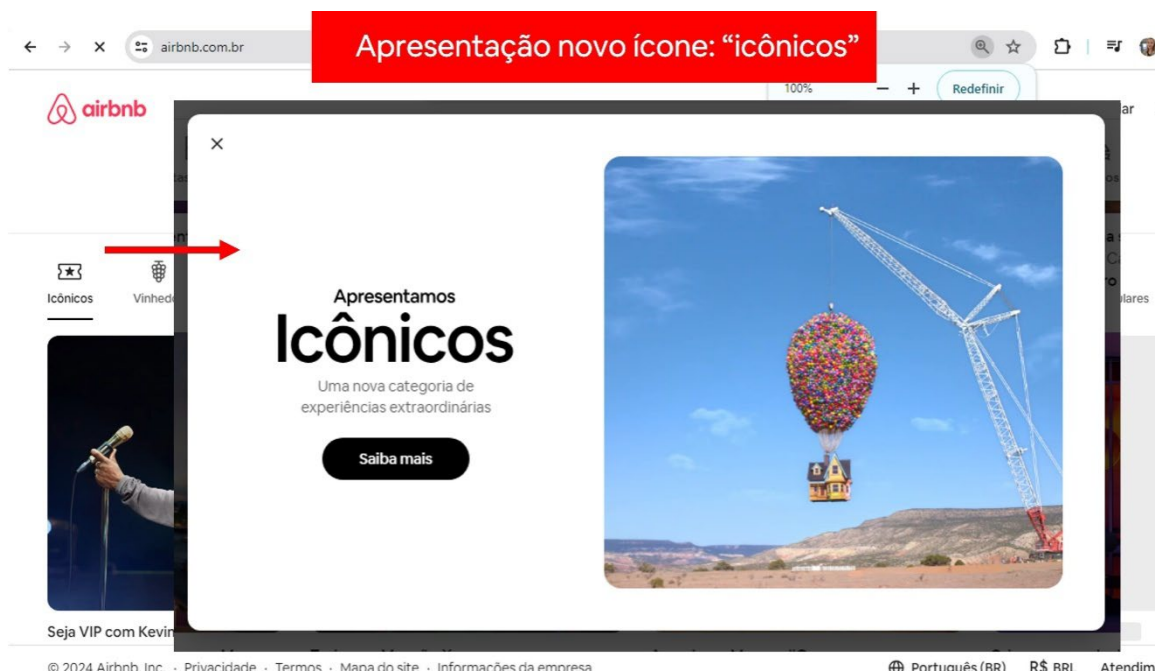 Apresentação novo ícone: “icônicos”
airbnb.com.br
100%
Redefinir
airbnb
Icônicos
Apresentamos
Icônicos
Uma nova categoria de
experiências extraordinárias
Saiba mais
Seja VIP com Kevin
© 2024 Airbnb, Inc. · Privacidade · Termos · Mapa do site · Informações da empresa
Português (BR) R$ BRL